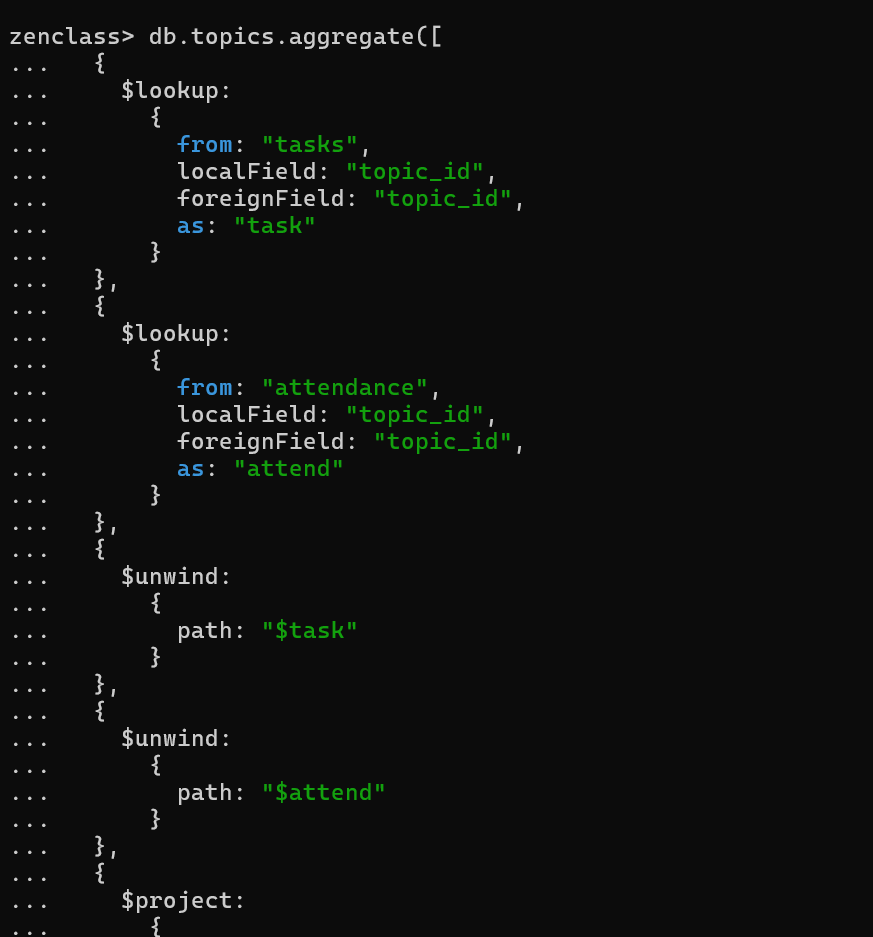 zenclass> db.topics.aggregate([
...   {
...     $lookup:
...       {
...         from: "tasks",
...         localField: "topic_id",
...         foreignField: "topic_id",
...         as: "task"
...       }
...   },
...   {
...     $lookup:
...       {
...         from: "attendance",
...         localField: "topic_id",
...         foreignField: "topic_id",
...         as: "attend"
...       }
...   },
...   {
...     $unwind:
...       {
...         path: "$task"
...       }
...   },
...   {
...     $unwind:
...       {
...         path: "$attend"
...       }
...   },
...   {
...     $project:
...       {